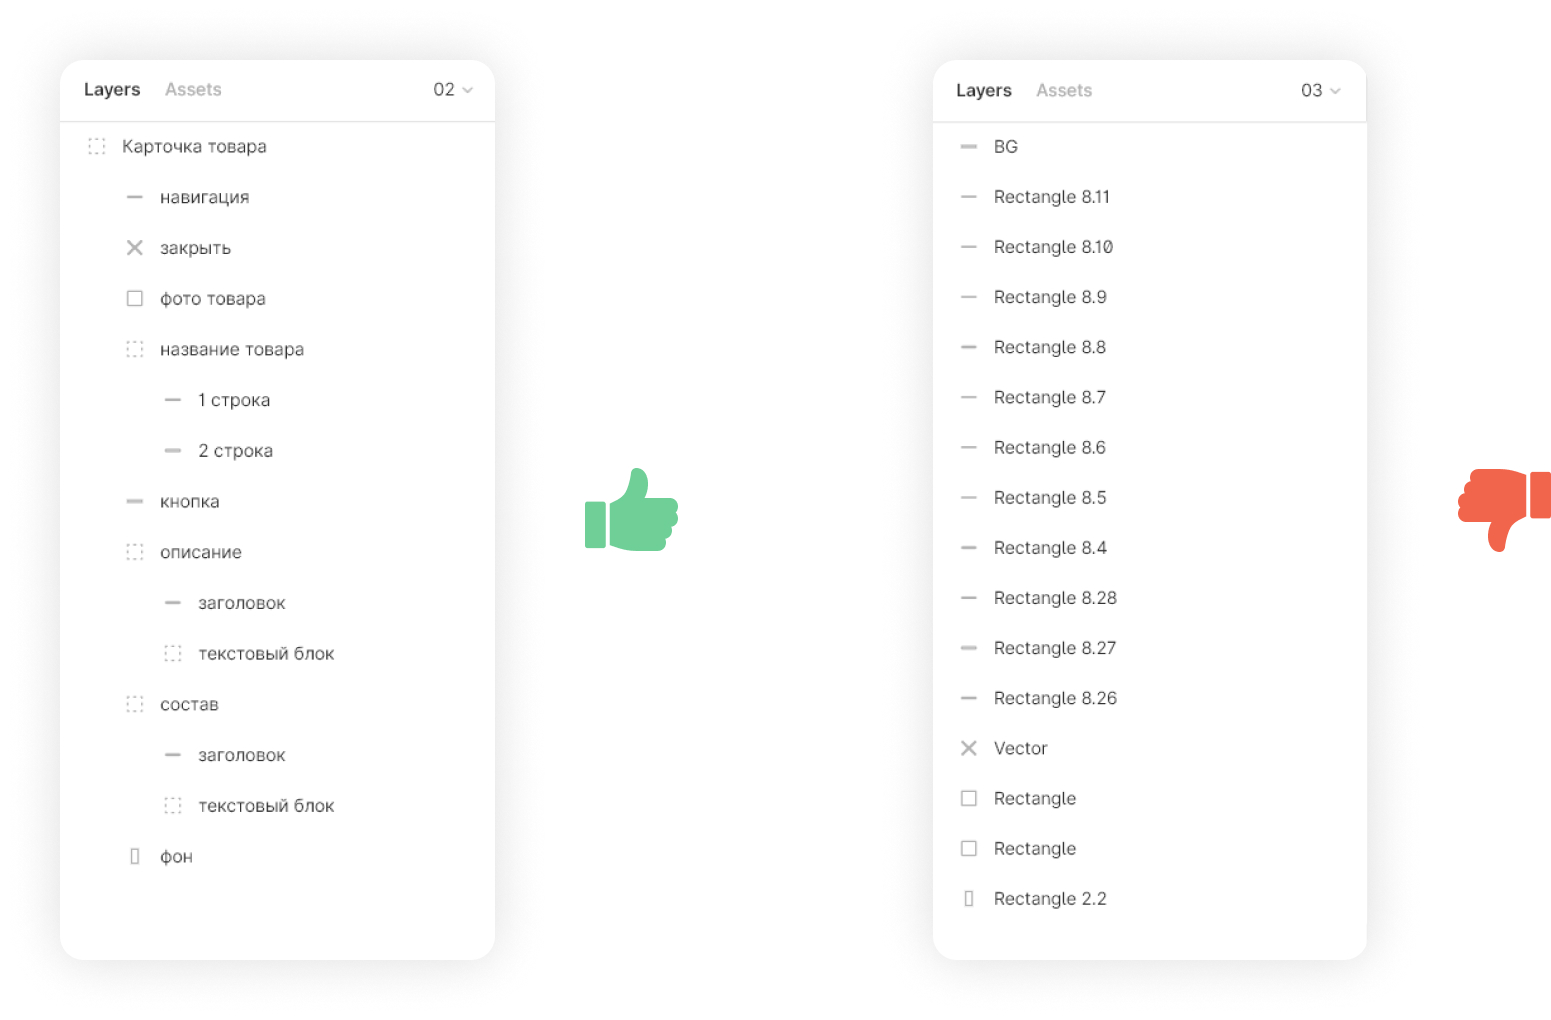 Layers Assets 02
Карточка товара
навигация
закрыть
фото товара
название товара
1 строка
2 строка
кнопка
описание
заголовок
текстовый блок
состав
заголовок
текстовый блок
фон
Layers Assets 03
BG
Rectangle 8.11
Rectangle 8.10
Rectangle 8.9
Rectangle 8.8
Rectangle 8.7
Rectangle 8.6
Rectangle 8.5
Rectangle 8.4
Rectangle 8.28
Rectangle 8.27
Rectangle 8.26
Vector
Rectangle
Rectangle
Rectangle 2.2